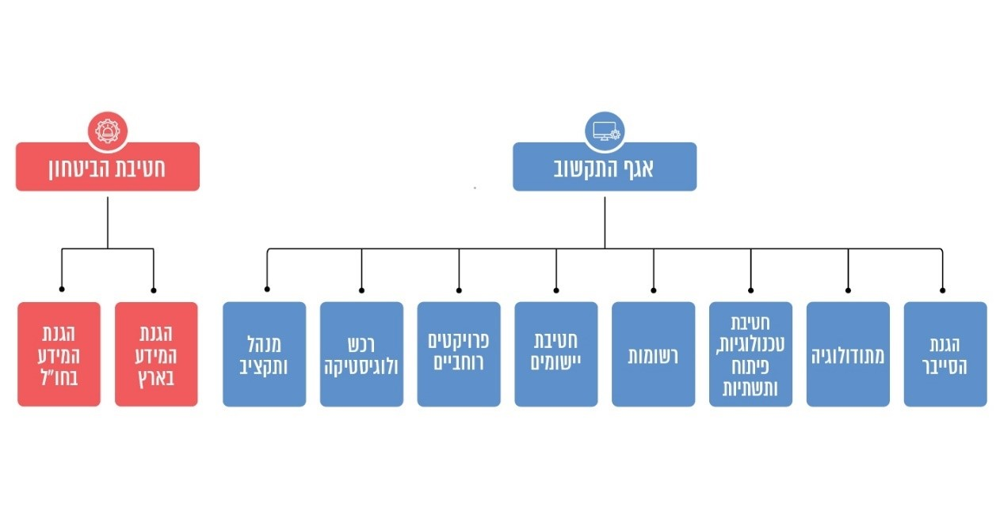 אגף התקשוב
חטיבת הביטחון
הגנת
הסייבר
מתודולוגיה
חטיבת
טכנולוגיות,
פיתוח
ותשתיות
רשומות
חטיבת
יישומים
פרויקטים
רוחביים
רכש
ולוגיסטיקה
מנהל
ותקציב
הגנת
המידע
בארץ
הגנת
המידע
בחו"ל